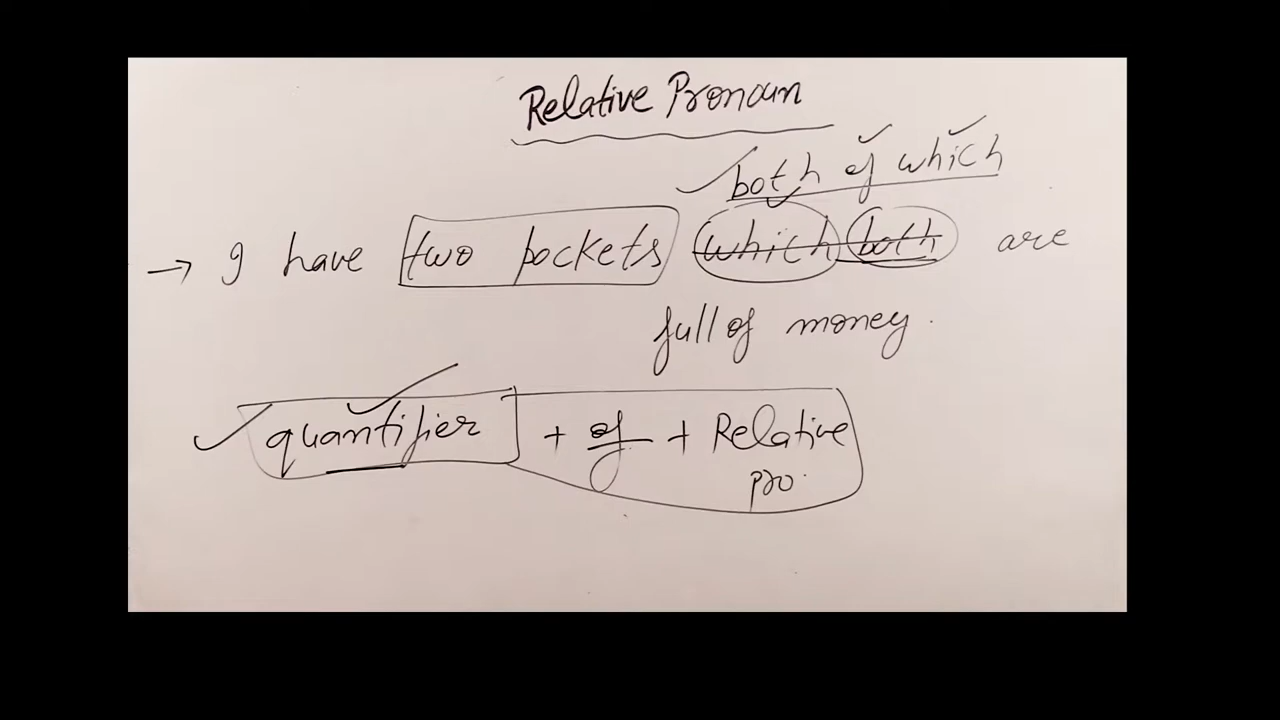 Relative Pronoun
both of which
→ I have two pockets which both are
full of money.
quantifier + of + Relative
pro.